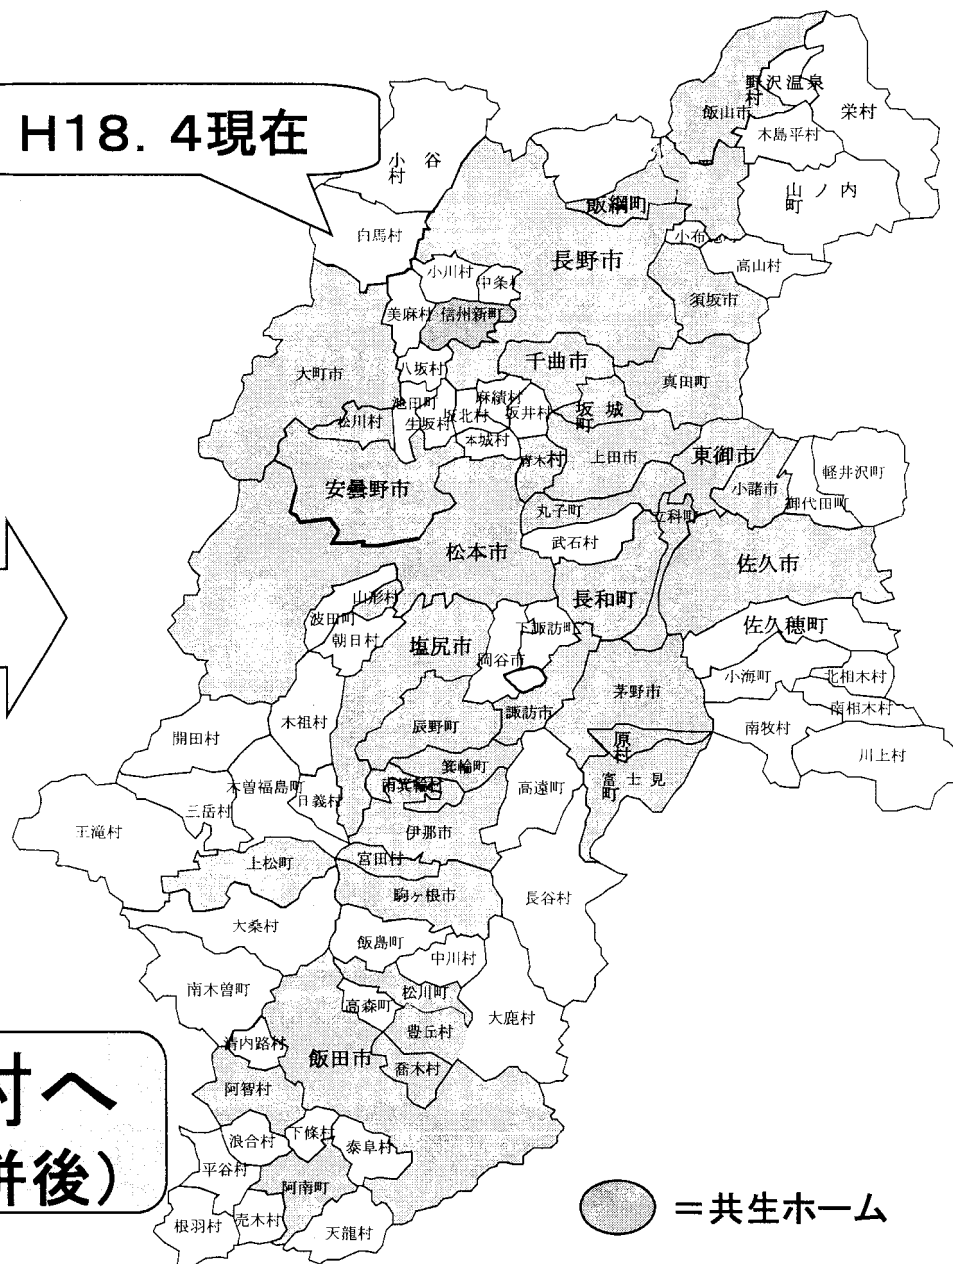 H18．4現在
野沢温泉村
飯山市
栄村
木島平村
小谷村
山ノ内町
飯綱町
白馬村
小布
長野市
高山村
小川村
中条
須坂市
美麻村
信州新町
千曲市
大町市
八坂村
真田町
池田町
麻績村
坂北村
坂井村
坂城町
松川村
生坂村
本城村
青木村
上田市
東御市
軽井沢町
安曇野市
小諸市
御代田町
丸子町
立科町
武石村
松本市
佐久市
山形村
長和町
波田町
下諏訪町
佐久穂町
朝日村
塩尻市
岡谷市
小海町
北相木村
茅野市
諏訪市
南相木村
木祖村
辰野町
南牧村
開田村
原村
川上村
箕輪町
富士見町
木曽福島町
南箕輪村
高遠町
日義村
三岳村
王滝村
伊那市
宮田村
上松町
駒ヶ根市
長谷村
大桑村
飯島町
中川村
南木曽町
松川町
高森町
大鹿村
豊丘村
清内路村
飯田市
喬木村
村へ
阿智村
下條村
浪合村
泰阜村
平谷村
併後）
阿南町
売木村
根羽村
天龍村
＝共生ホーム